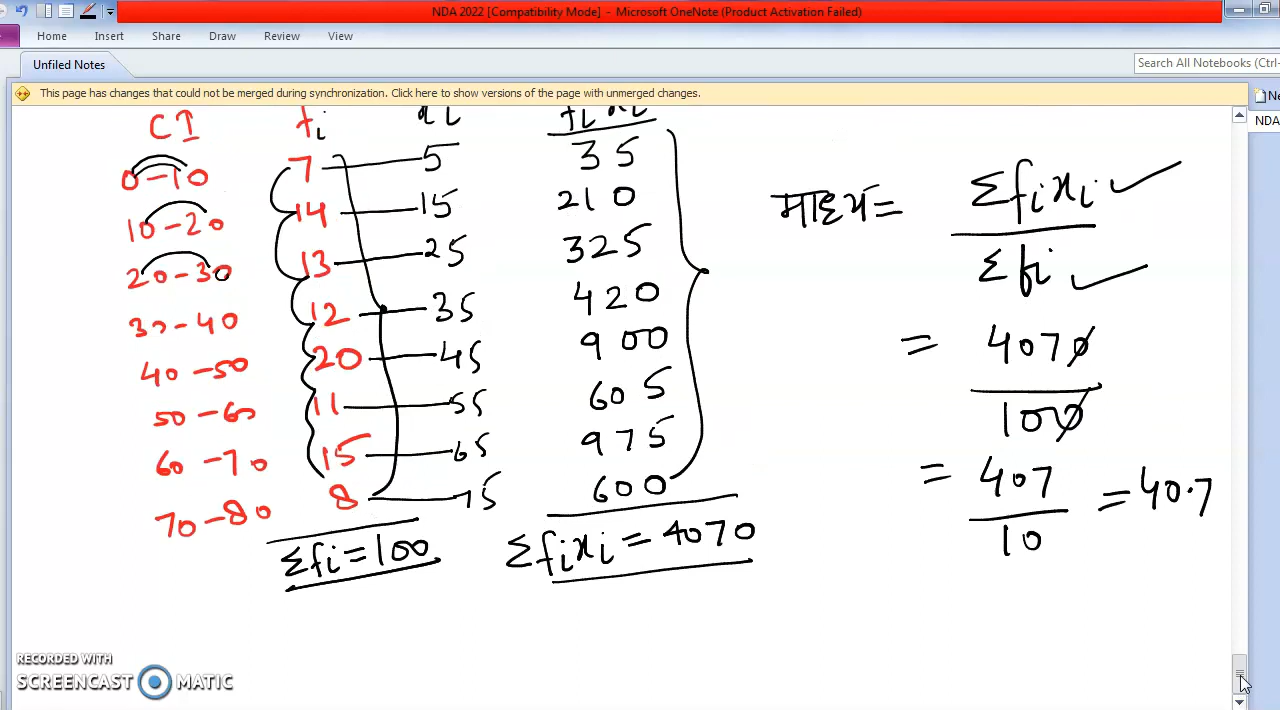 NDA 2022 [Compatibility Mode] - Microsoft OneNote (Product Activation Failed)
Home Insert Share Draw Review View
Unfiled Notes
Search All Notebooks (Ctrl+
This page has changes that could not be merged during synchronization. Click here to show versions of the page with unmerged changes.
Ne
NDA
CI fi xi fixi
0-10 7 5 35
10-20 14 15 210
20-30 13 25 325
30-40 12 35 420
40-50 20 45 900
50-60 11 55 605
60-70 15 65 975
70-80 8 75 600
Σfi=100 Σfixi=4070
माध्य= Σfixi
Σfi
= 4070
100
= 407
10
=40.7
RECORDED WITH
SCREENCAST MATIC